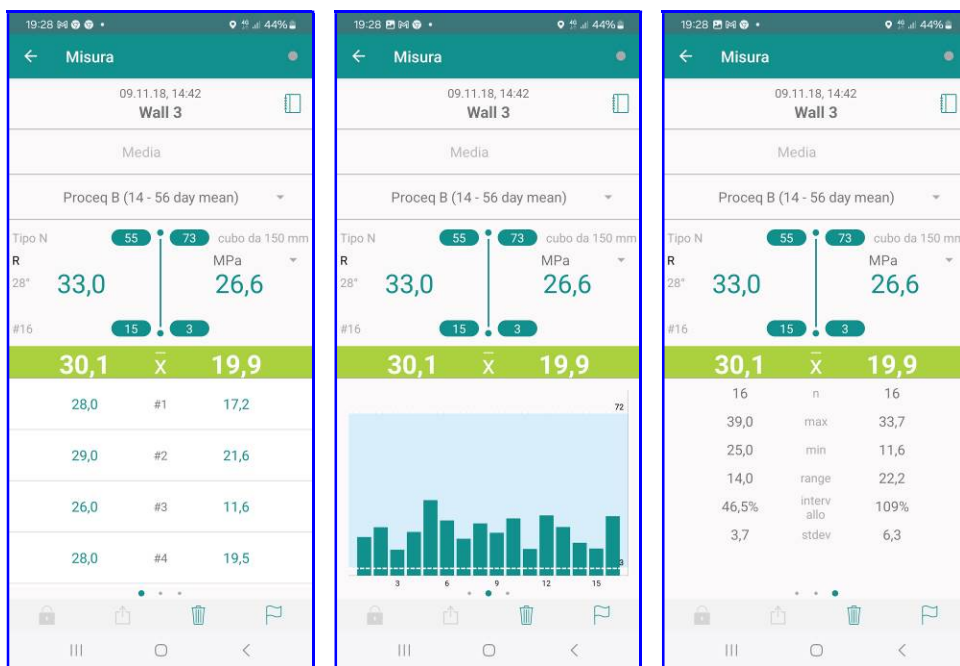 19:28 44%
Misura
09.11.18, 14:42
Wall 3
Media
Proceq B (14 - 56 day mean)
Tipo N 55 73 cubo da 150 mm
R MPa
28" 33,0 26,6
#16 15 3
30,1 x 19,9
28,0 #1 17,2
29,0 #2 21,6
26,0 #3 11,6
28,0 #4 19,5
19:28 44%
Misura
09.11.18, 14:42
Wall 3
Media
Proceq B (14 - 56 day mean)
Tipo N 55 73 cubo da 150 mm
R MPa
28" 33,0 26,6
#16 15 3
30,1 x 19,9
72
3
3 6 9 12 15
19:28 44%
Misura
09.11.18, 14:42
Wall 3
Media
Proceq B (14 - 56 day mean)
Tipo N 55 73 cubo da 150 mm
R MPa
28" 33,0 26,6
#16 15 3
30,1 x 19,9
16 n 16
39,0 max 33,7
25,0 min 11,6
14,0 range 22,2
46,5% interv
allo 109%
3,7 stdev 6,3